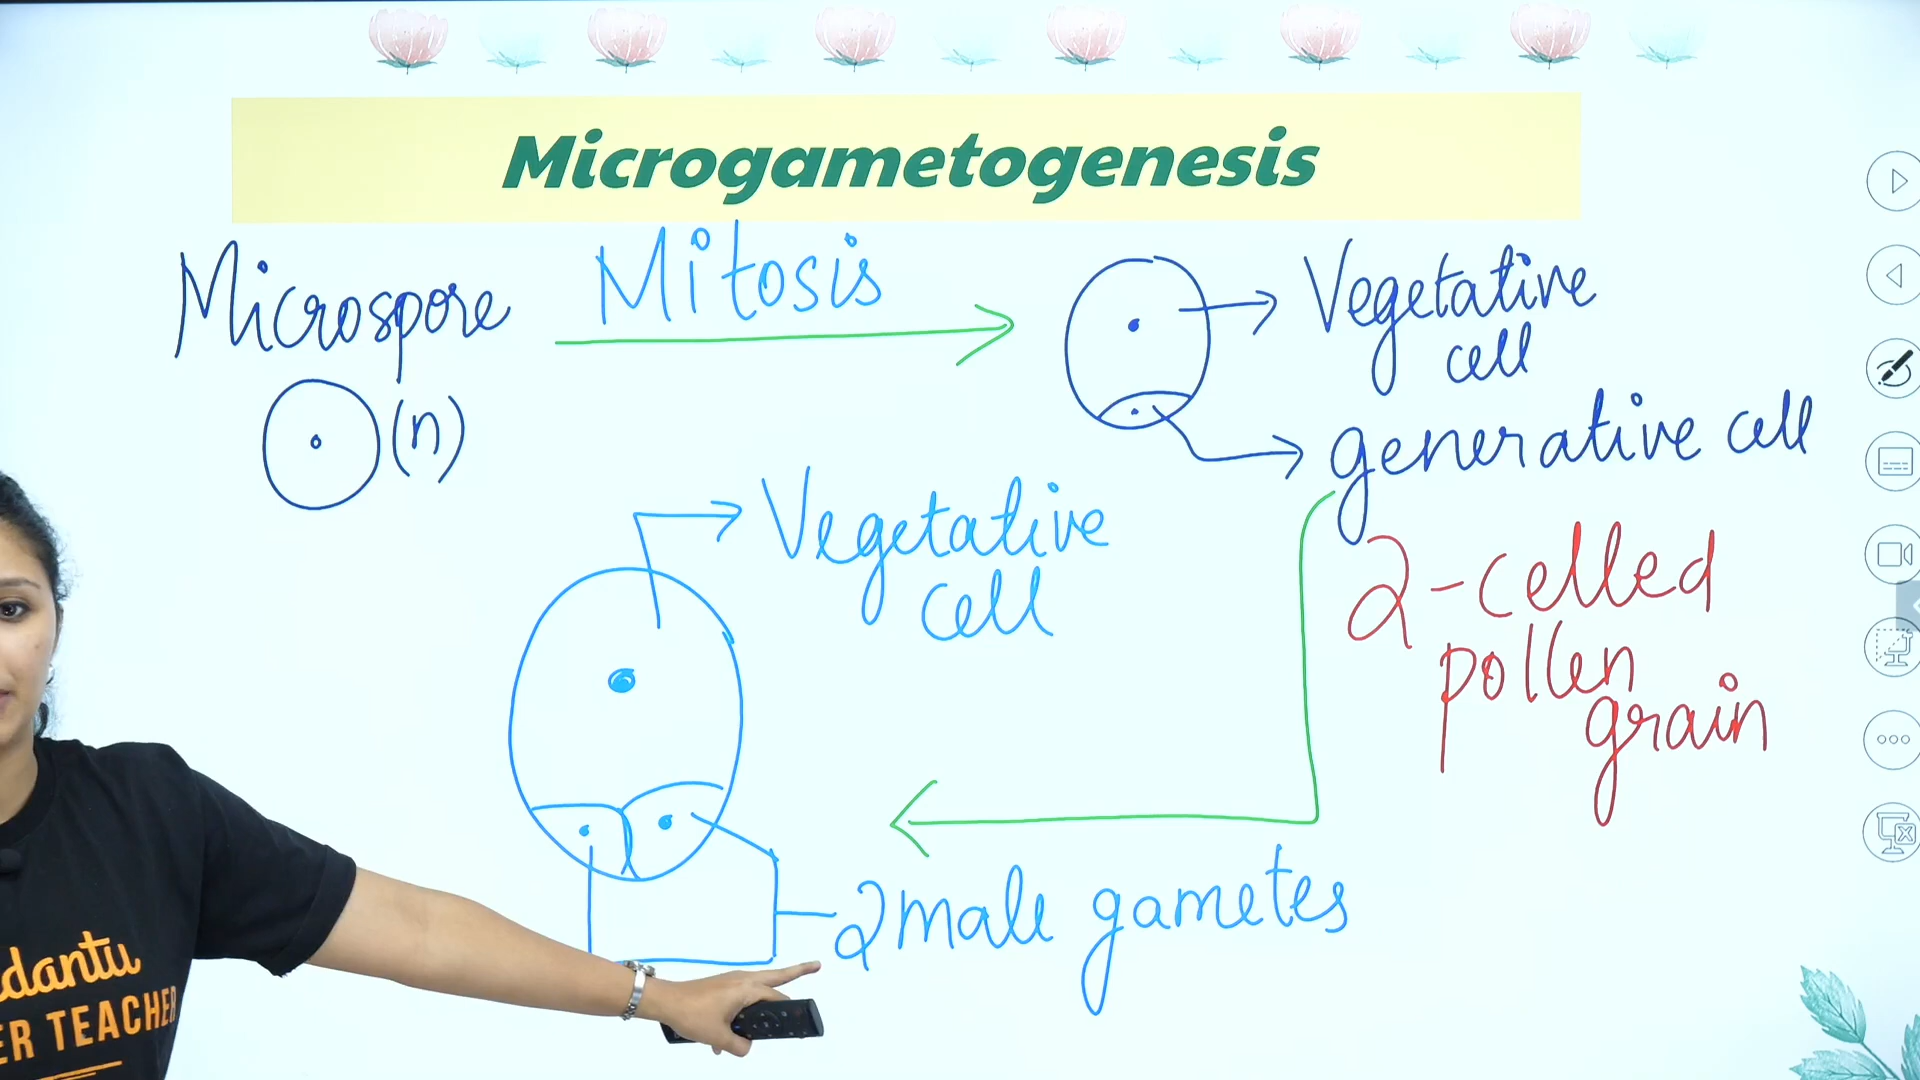 Microgametogenesis
Microspore
Mitosis
Vegetative
cell
(n)
generative cell
Vegetative
cell
2-celled
pollen
grain
2 male gametes
dantu
ER TEACHER